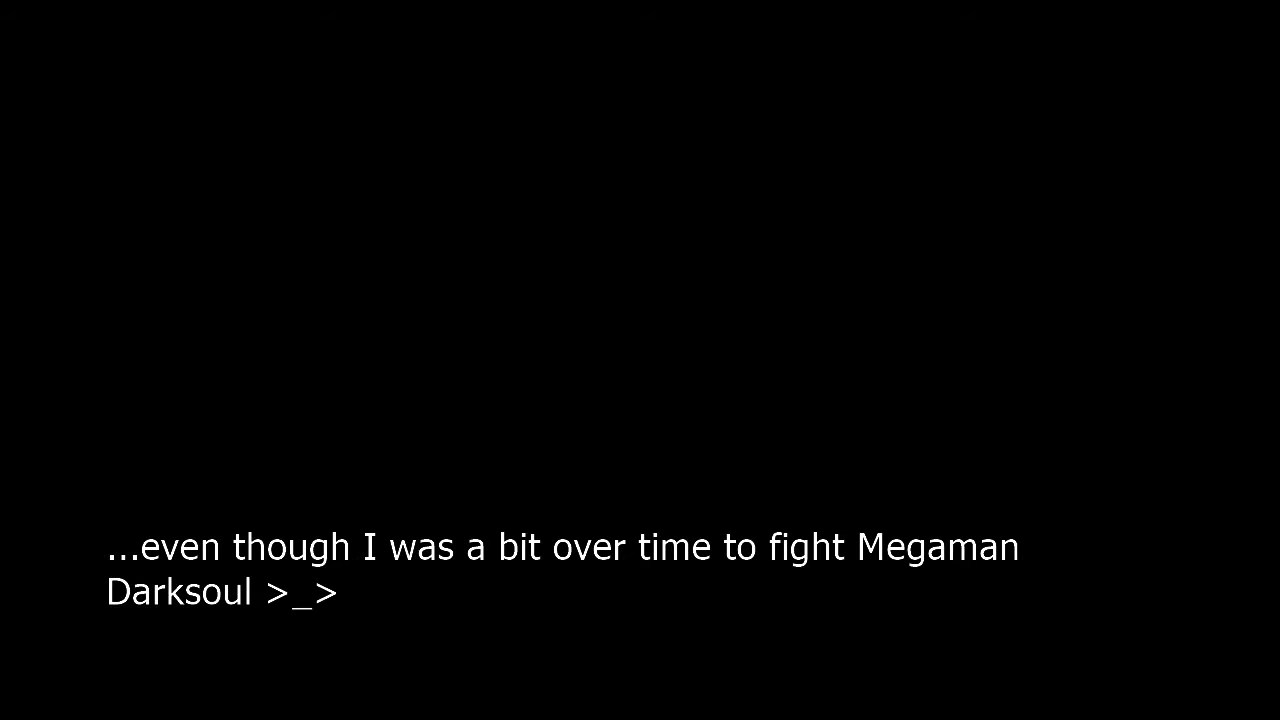 ...even though I was a bit over time to fight Megaman
Darksoul >_>